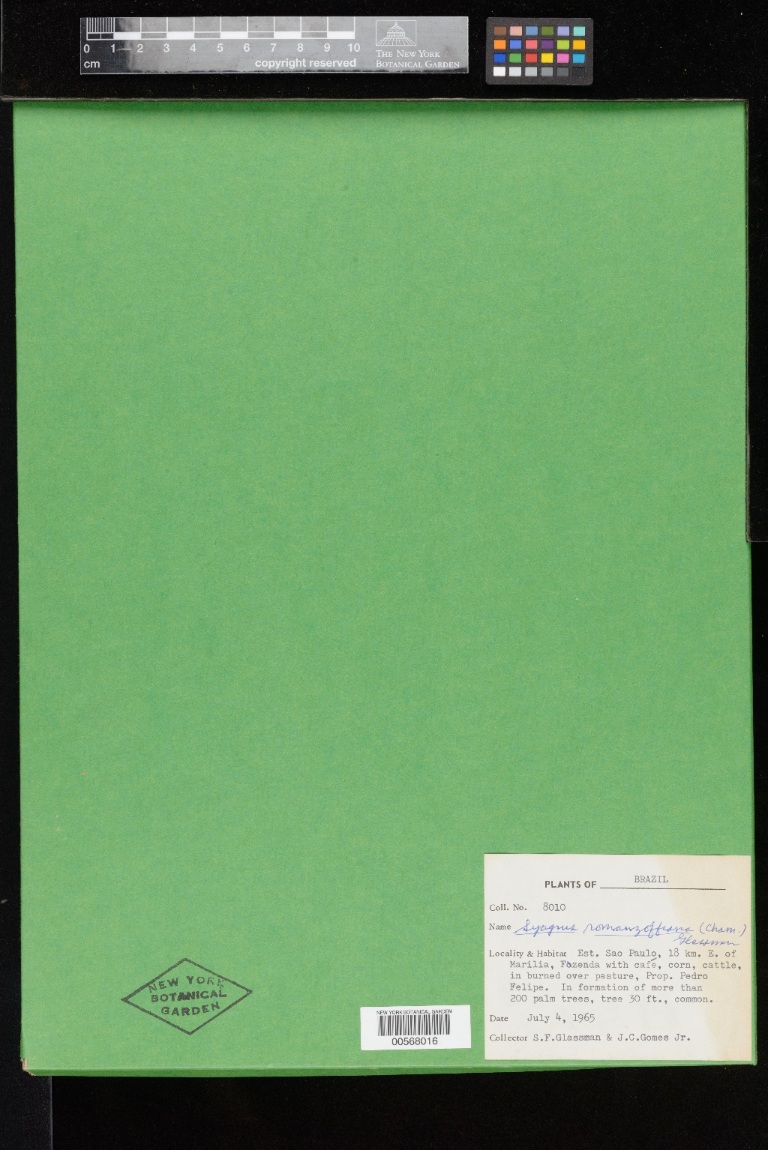 0 1 2 3 4 5 6 7 8 9 10
cm
copyright reserved
THE NEW YORK
BOTANICAL GARDEN
PLANTS OF BRAZIL
Coll. No. 8010
Name Syagrus romanzoffiana (Cham.)
Glassman
Locality & Habitat Est. Sao Paulo, 18 km. E. of
Marilia, Fazenda with café, corn, cattle,
in burned over pasture, Prop. Pedro
Felipe. In formation of more than
200 palm trees, tree 30 ft., common.
Date July 4, 1965
Collector S.F.Glassman & J.C.Gomes Jr.
NEW YORK
BOTANICAL
GARDEN
NEW YORK BOTANICAL GARDEN
00568016